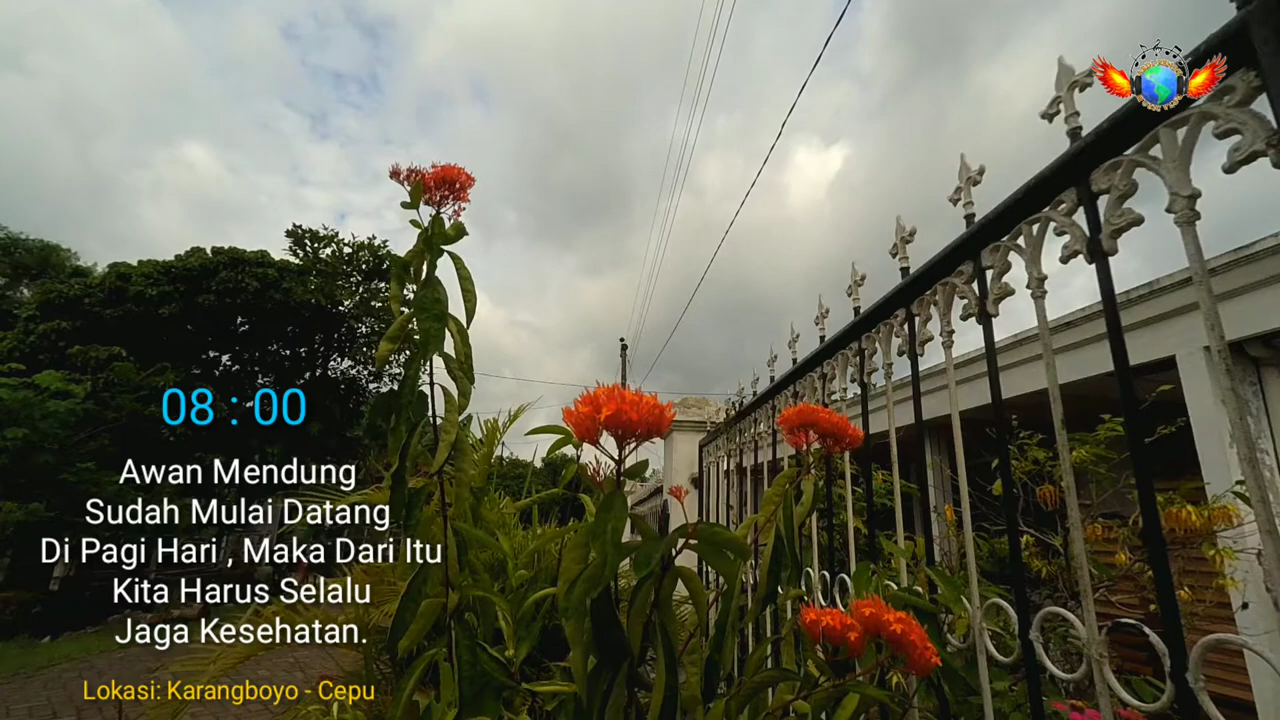 08 : 00
Awan Mendung
Sudah Mulai Datang
Di Pagi Hari , Maka Dari Itu
Kita Harus Selalu
Jaga Kesehatan.
Lokasi: Karangboyo - Cepu